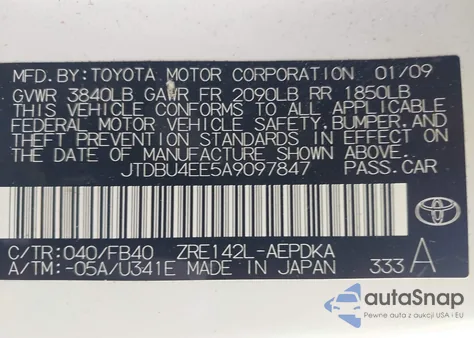 MFD. BY: TOYOTA MOTOR CORPORATION 01/09
GVWR 3840LB GAWR FR 2090LB RR 1850LB
THIS VEHICLE CONFORMS TO ALL APPLICABLE
FEDERAL MOTOR VEHICLE SAFETY, BUMPER, AND
THEFT PREVENTION STANDARDS IN EFFECT ON
THE DATE OF MANUFACTURE SHOWN ABOVE.
JTDBU4EE5A9097847 PASS. CAR
C/TR: 040/FB40 ZRE142L-AEPDKA
A/TM: -05A/U341E MADE IN JAPAN 333 A
TOYOTA
autoSnap
Pewne auta z aukcji USA i EU